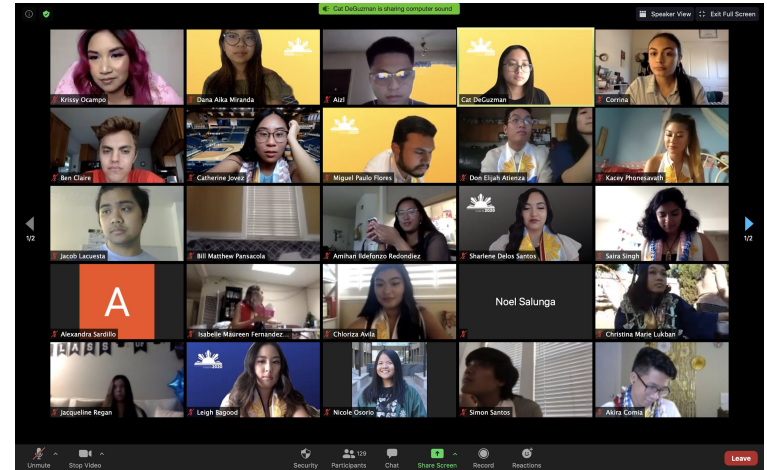 Cat DeGuzman is sharing computer sound
Speaker View
Exit Full Screen
Krissy Ocampo
Dana Aika Miranda
Aizl
Cat DeGuzman
Corrina
Ben Claire
Catherine Jovez
Miguel Paulo Flores
Don Elijah Atienza
Kacey Phonesavath
1/2
1/2
Jacob Lacuesta
Bill Matthew Pansacola
Amihan Ildefonzo Redondiez
2020
Sharlene Delos Santos
Saira Singh
A
Alexandra Sardillo
Isabelle Maureen Fernandez...
Chloriza Avila
Noel Salunga
Christina Marie Lukban
CLASS OF
Jacqueline Regan
2020
Leigh Bagood
Nicole Osorio
Simon Santos
Akira Comia
Unmute
Stop Video
Security
129
Participants
Chat
Share Screen
Record
Reactions
Leave